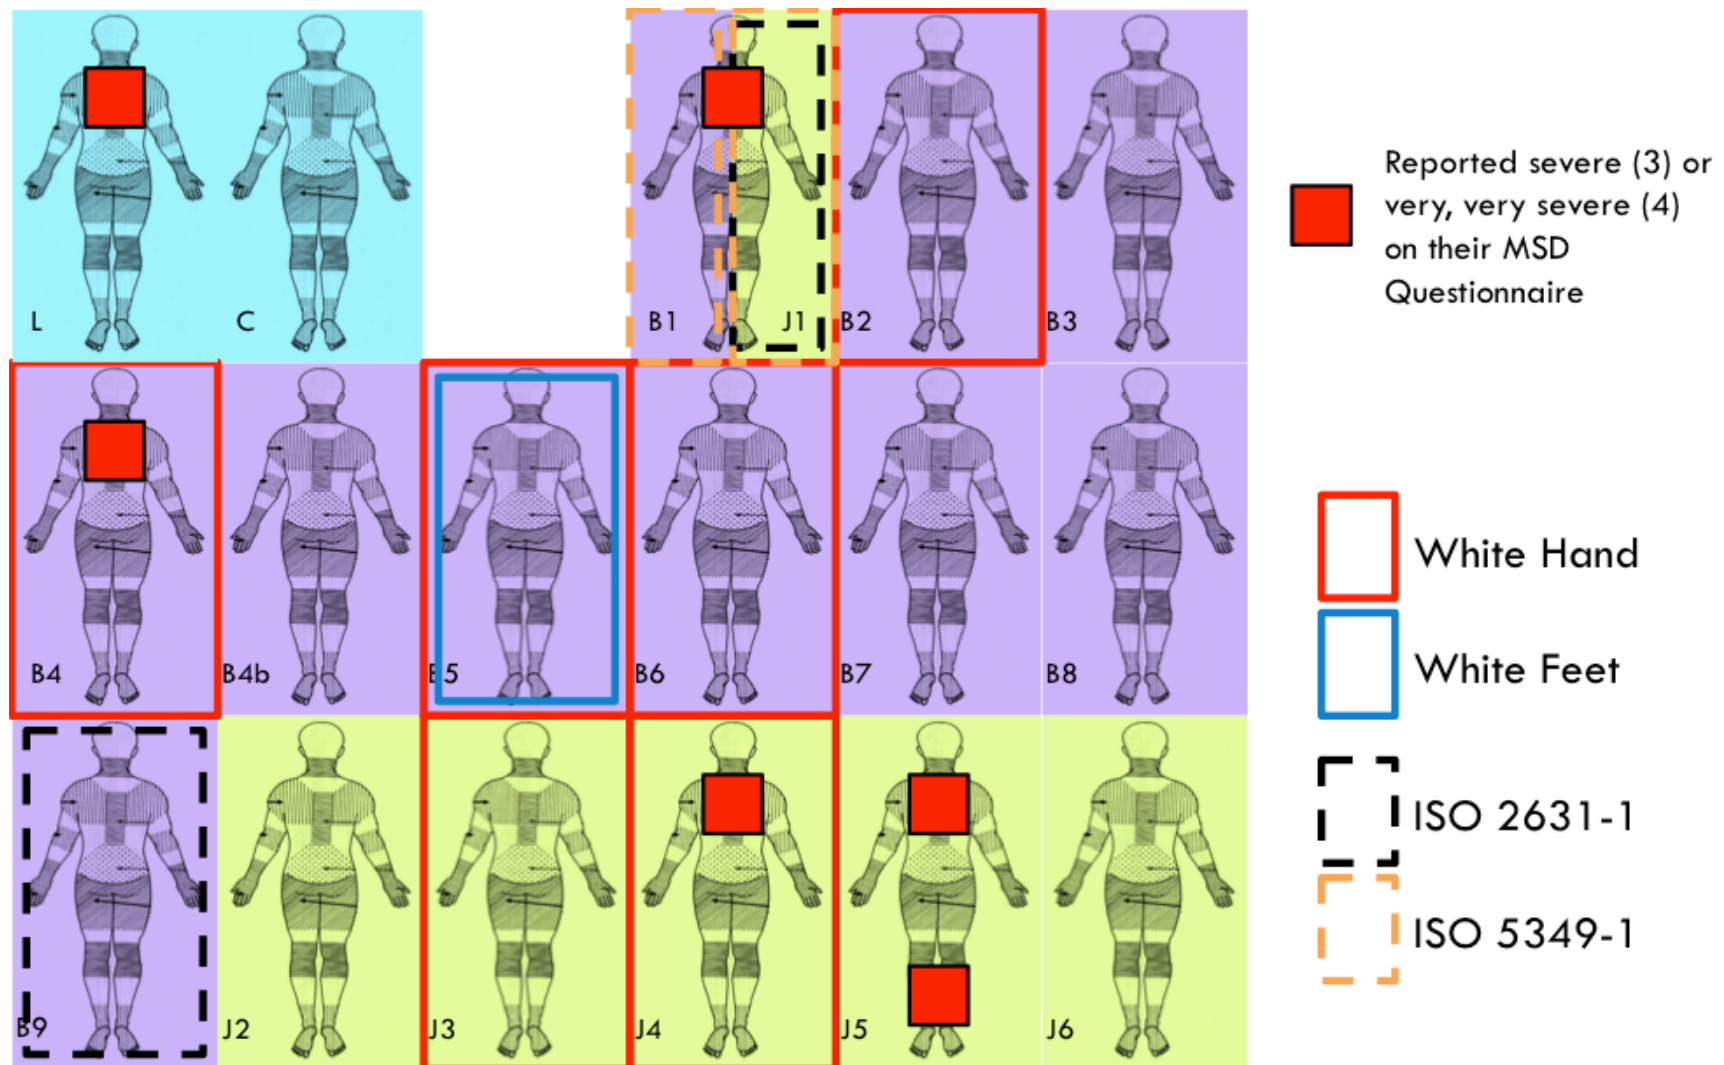 L
C
B1
J1
B2
B3
Reported severe (3) or
very, very severe (4)
on their MSD
Questionnaire
B4
B4b
B5
B6
B7
B8
White Hand
White Feet
ISO 2631-1
ISO 5349-1
B9
J2
J3
J4
J5
J6